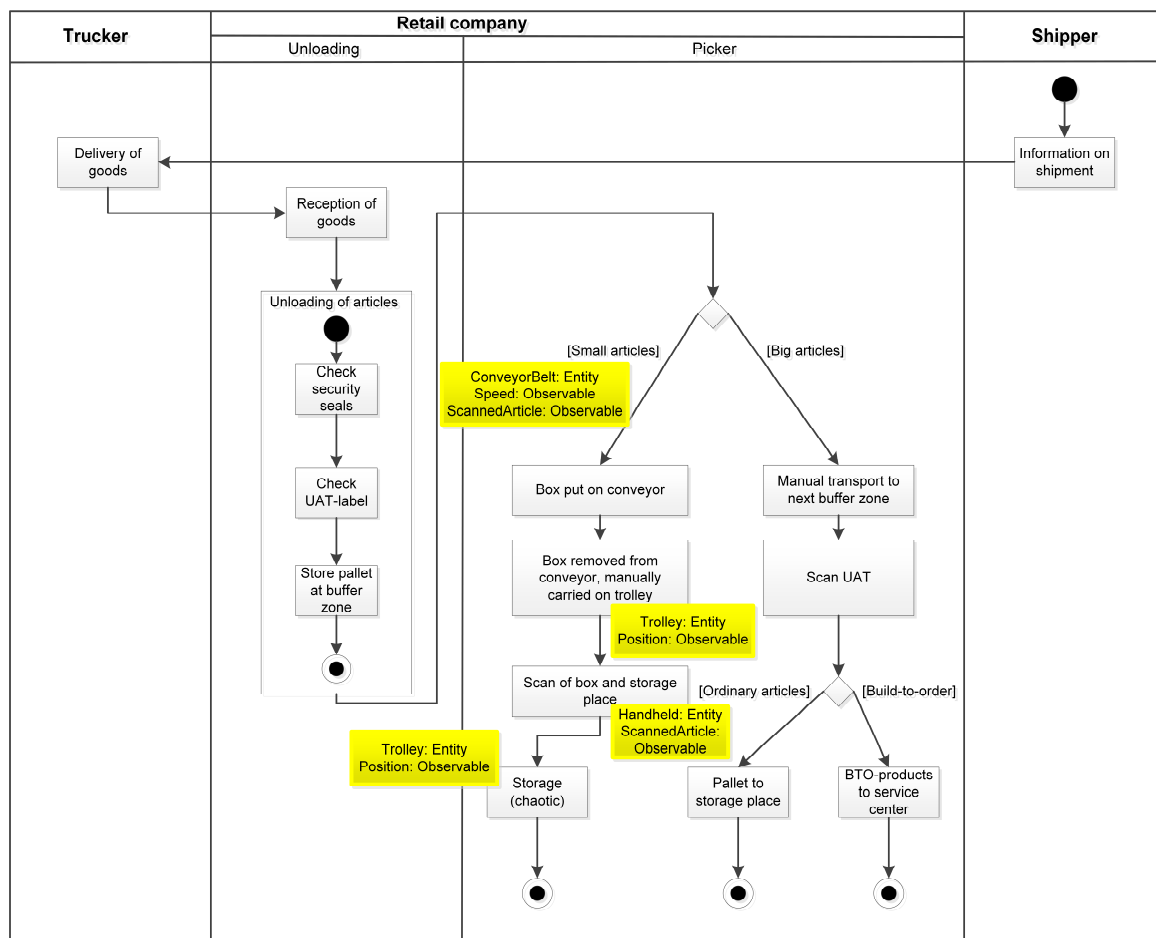 Trucker
Retail company
Shipper
Unloading
Picker
Delivery of
goods
Information on
shipment
Reception of
goods
Unloading of articles
Check
security
seals
Check
UAT-label
Store pallet
at buffer
zone
[Small articles]
[Big articles]
ConveyorBelt: Entity
Speed: Observable
ScannedArticle: Observable
Box put on conveyor
Manual transport to
next buffer zone
Box removed from
conveyor, manually
carried on trolley
Scan UAT
Trolley: Entity
Position: Observable
Scan of box and storage
place
[Ordinary articles]
[Build-to-order]
Handheld: Entity
ScannedArticle:
Observable
Trolley: Entity
Position: Observable
Storage
(chaotic)
Pallet to
storage place
BTO-products
to service
center